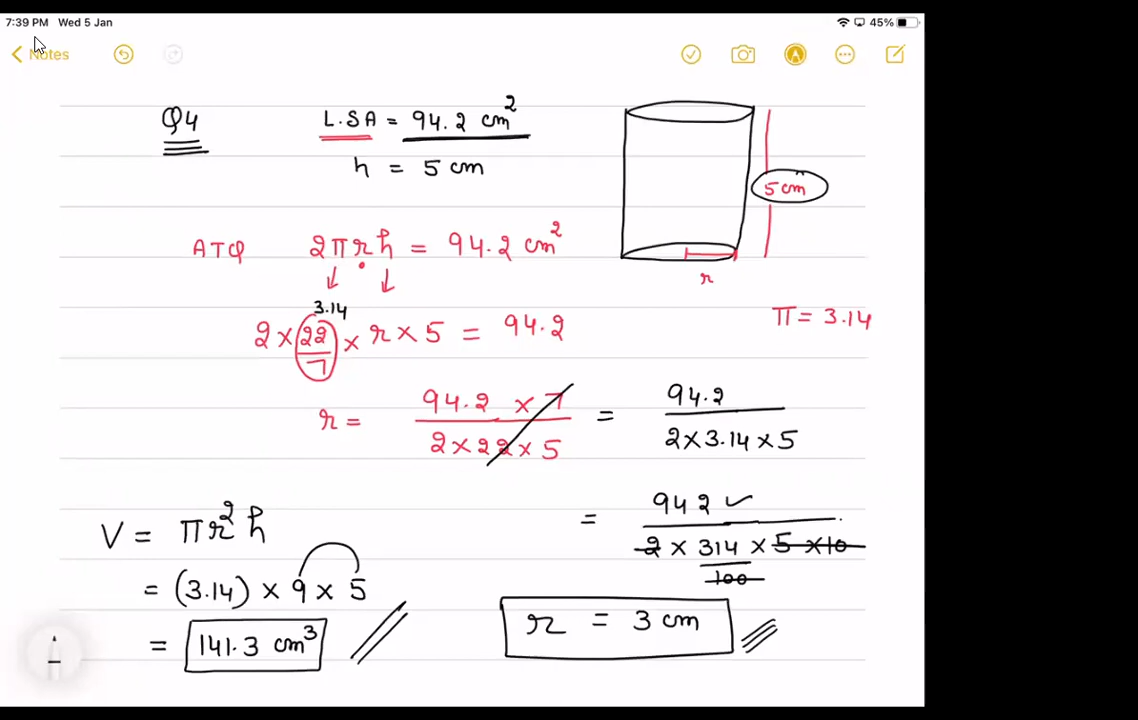 7:39 PM Wed 5 Jan 45%
Notes
Q4 L.SA = 94.2 cm²
h = 5 cm
5 cm
ATQ 2πrh = 94.2 cm²
r
3.14
π = 3.14
2 × 22/7 × r × 5 = 94.2
r = 94.2 × 7 / 2 × 22 × 5 = 94.2 / 2 × 3.14 × 5
= 942 / 2 × 314/100 × 5 × 10
V = πr²h
= (3.14) × 9 × 5
r = 3 cm
= 141.3 cm³